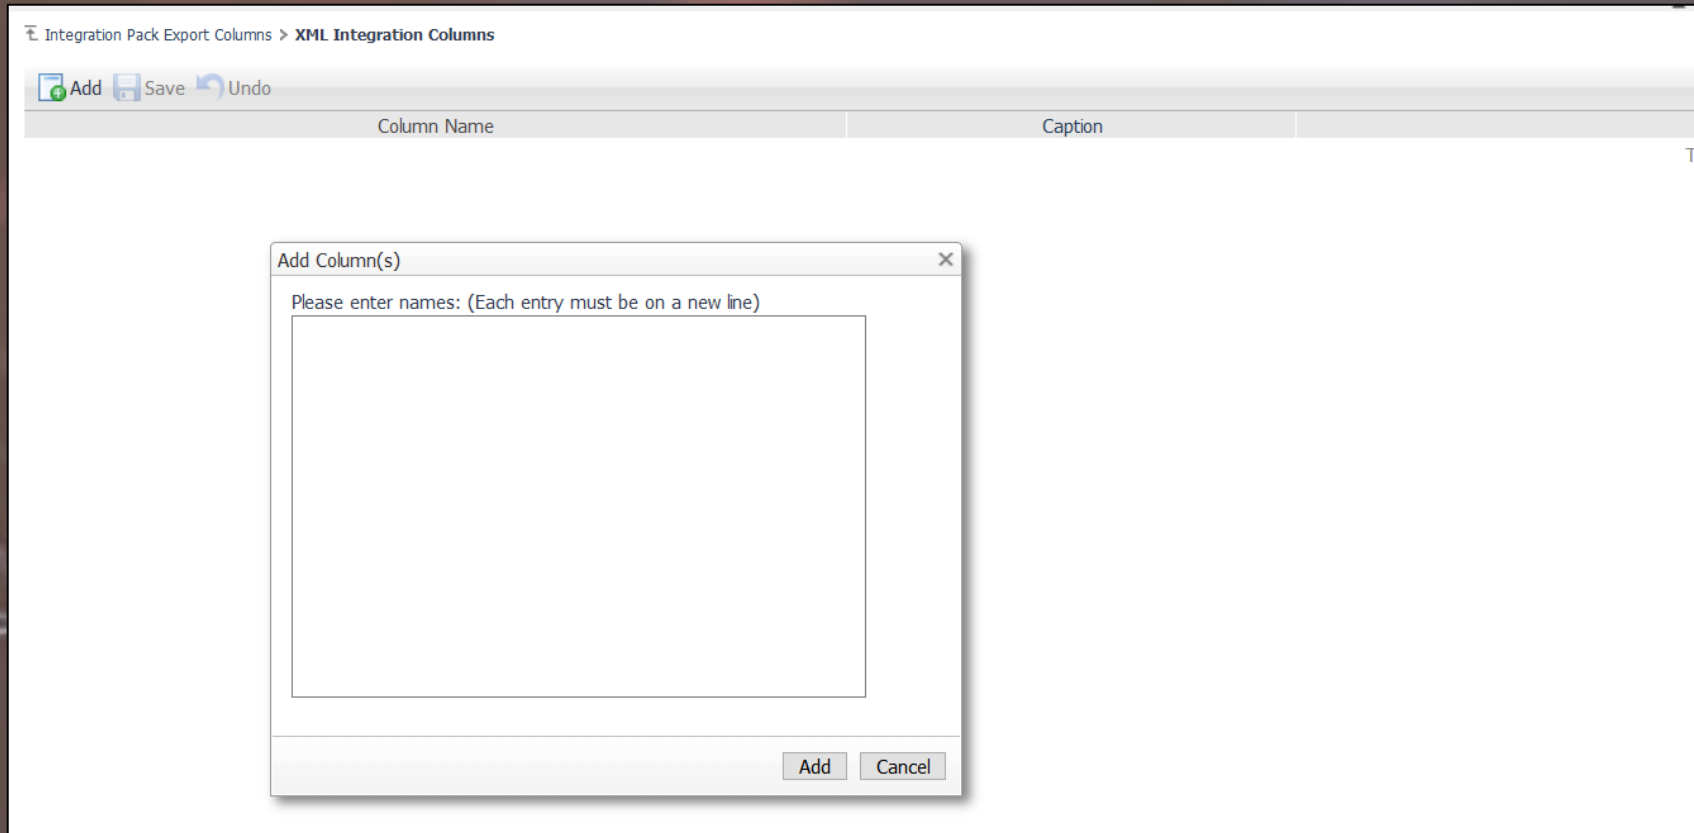 Integration Pack Export Columns > XML Integration Columns
Add Save Undo
Column Name Caption
T
Add Column(s)
Please enter names: (Each entry must be on a new line)
Add Cancel